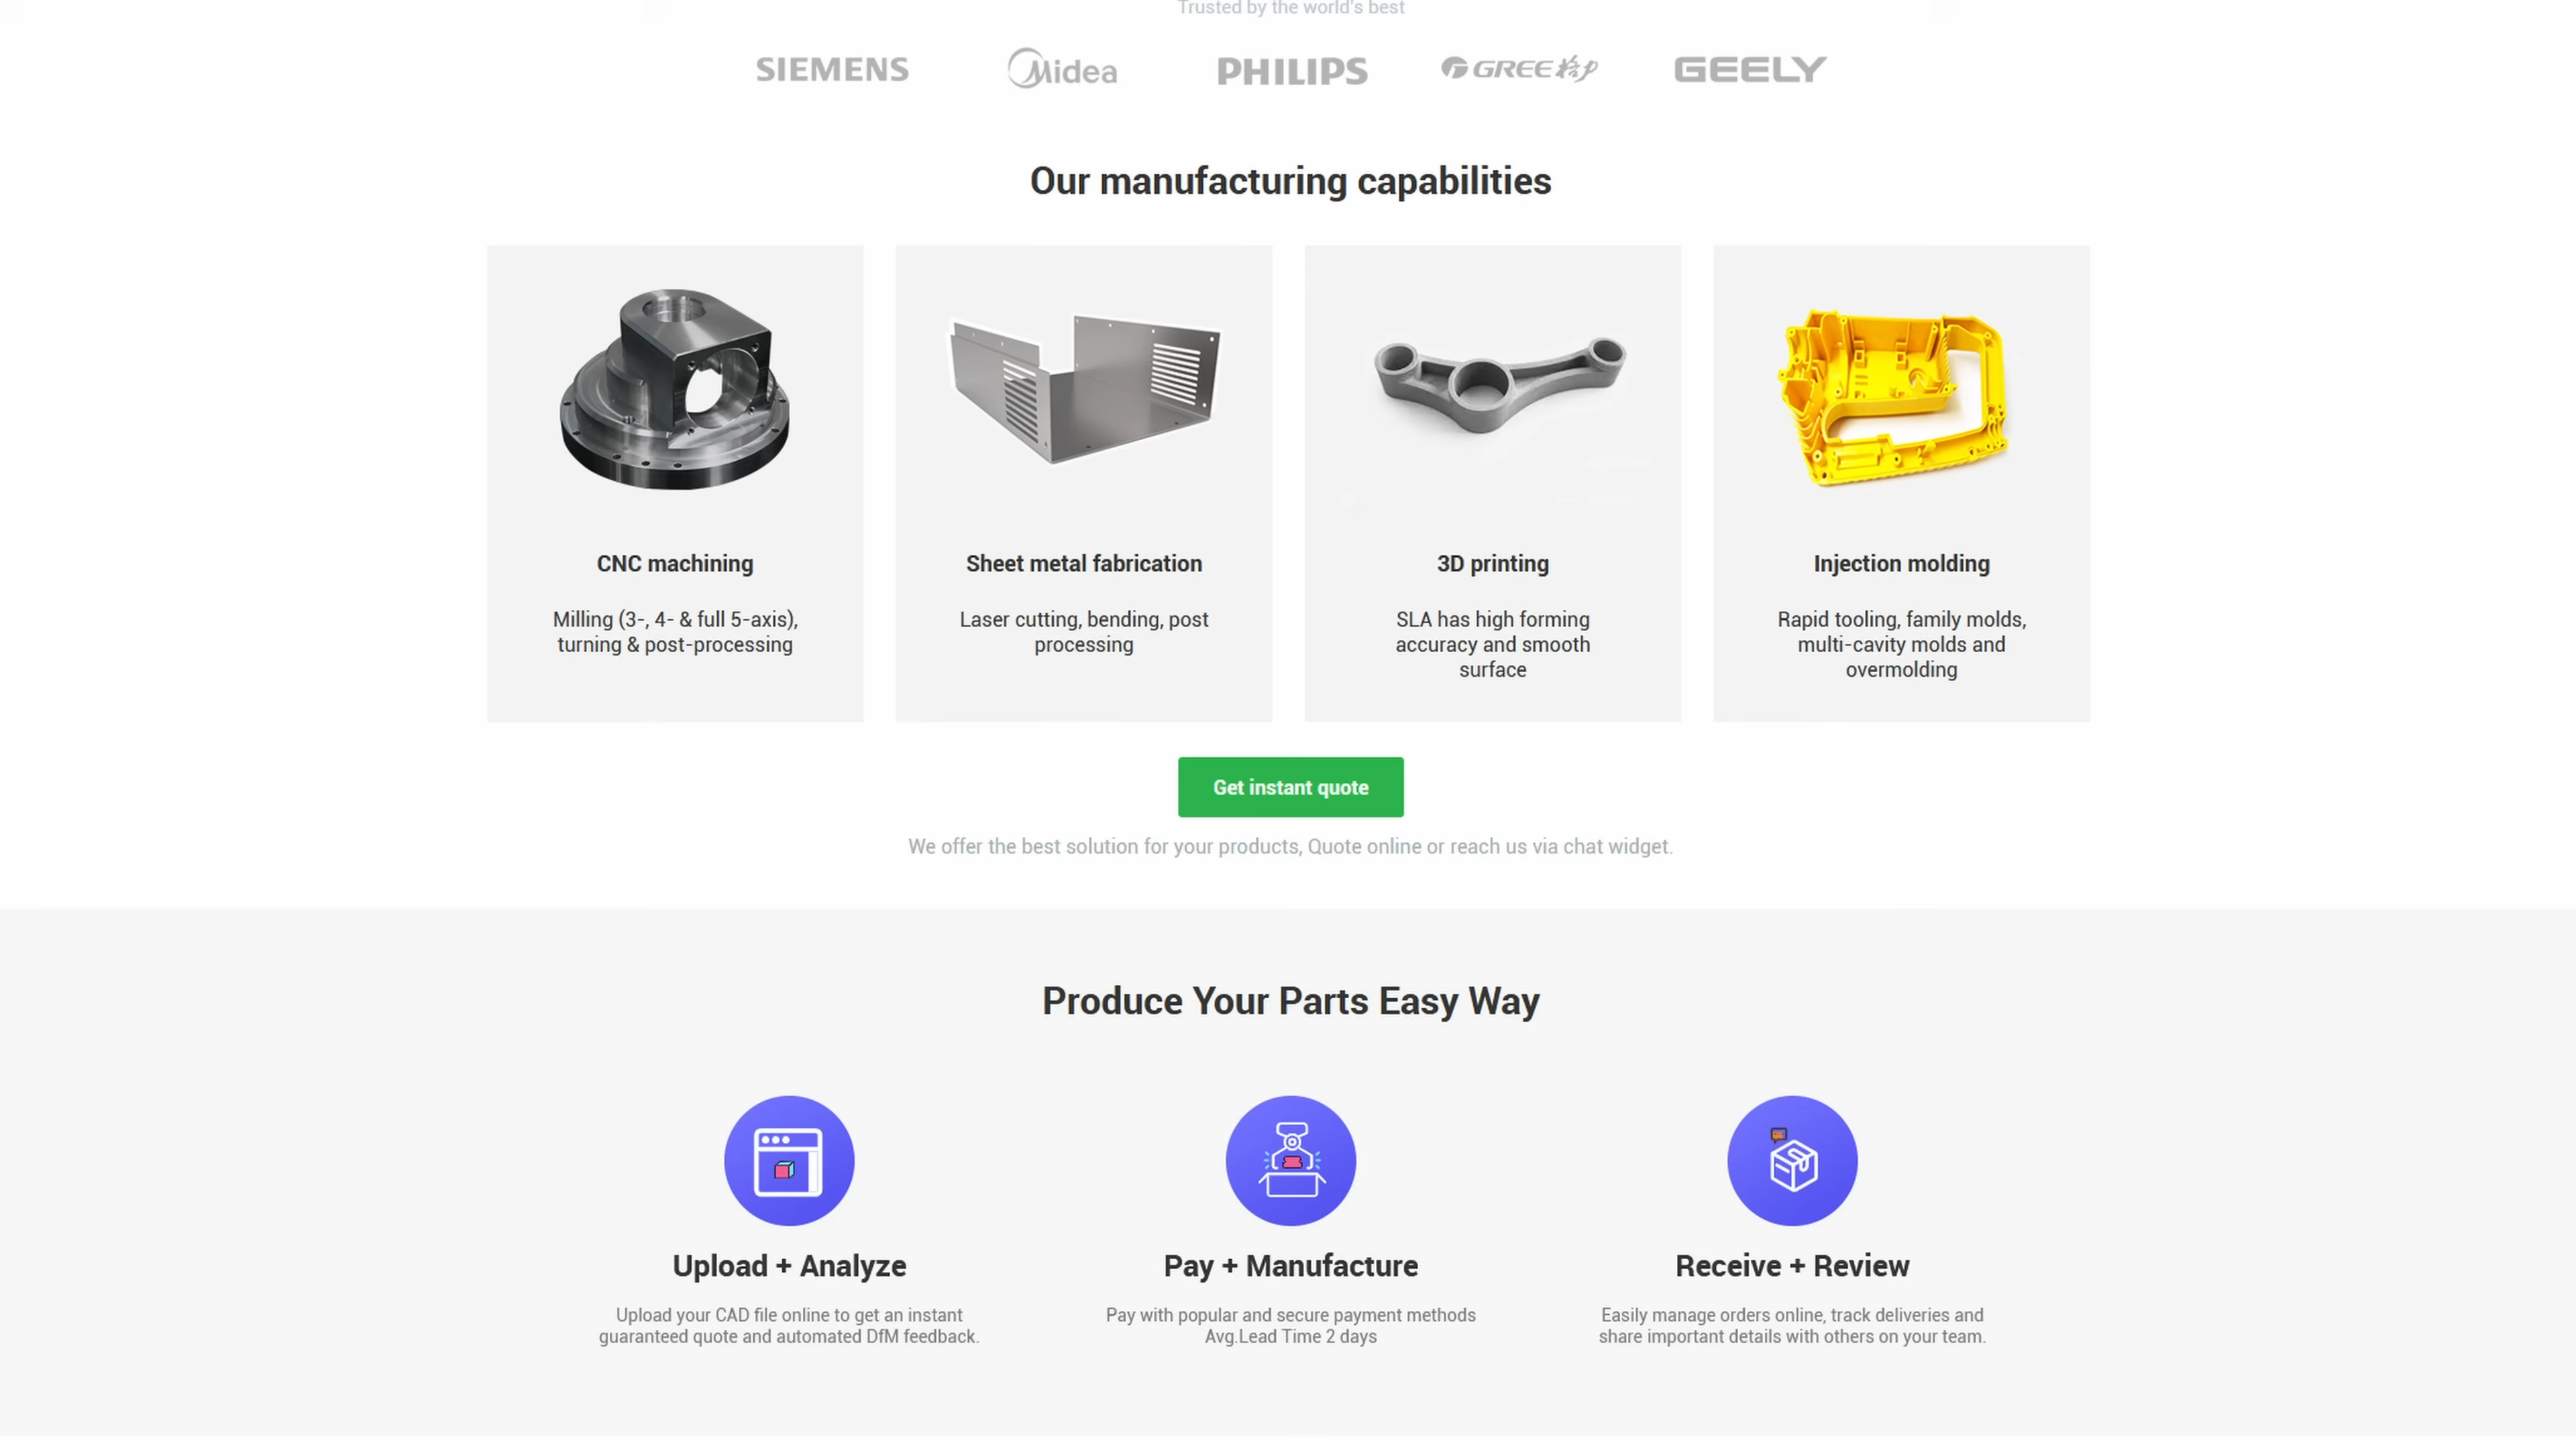 Trusted by the world's best
SIEMENS
Midea
PHILIPS
GREE 格力
GEELY
Our manufacturing capabilities
CNC machining
Milling (3-, 4- & full 5-axis),
turning & post-processing
Sheet metal fabrication
Laser cutting, bending, post
processing
3D printing
SLA has high forming
accuracy and smooth
surface
Injection molding
Rapid tooling, family molds,
multi-cavity molds and
overmolding
Get instant quote
We offer the best solution for your products, Quote online or reach us via chat widget.
Produce Your Parts Easy Way
Upload + Analyze
Upload your CAD file online to get an instant
guaranteed quote and automated DfM feedback.
Pay + Manufacture
Pay with popular and secure payment methods
Avg.Lead Time 2 days
Receive + Review
Easily manage orders online, track deliveries and
share important details with others on your team.